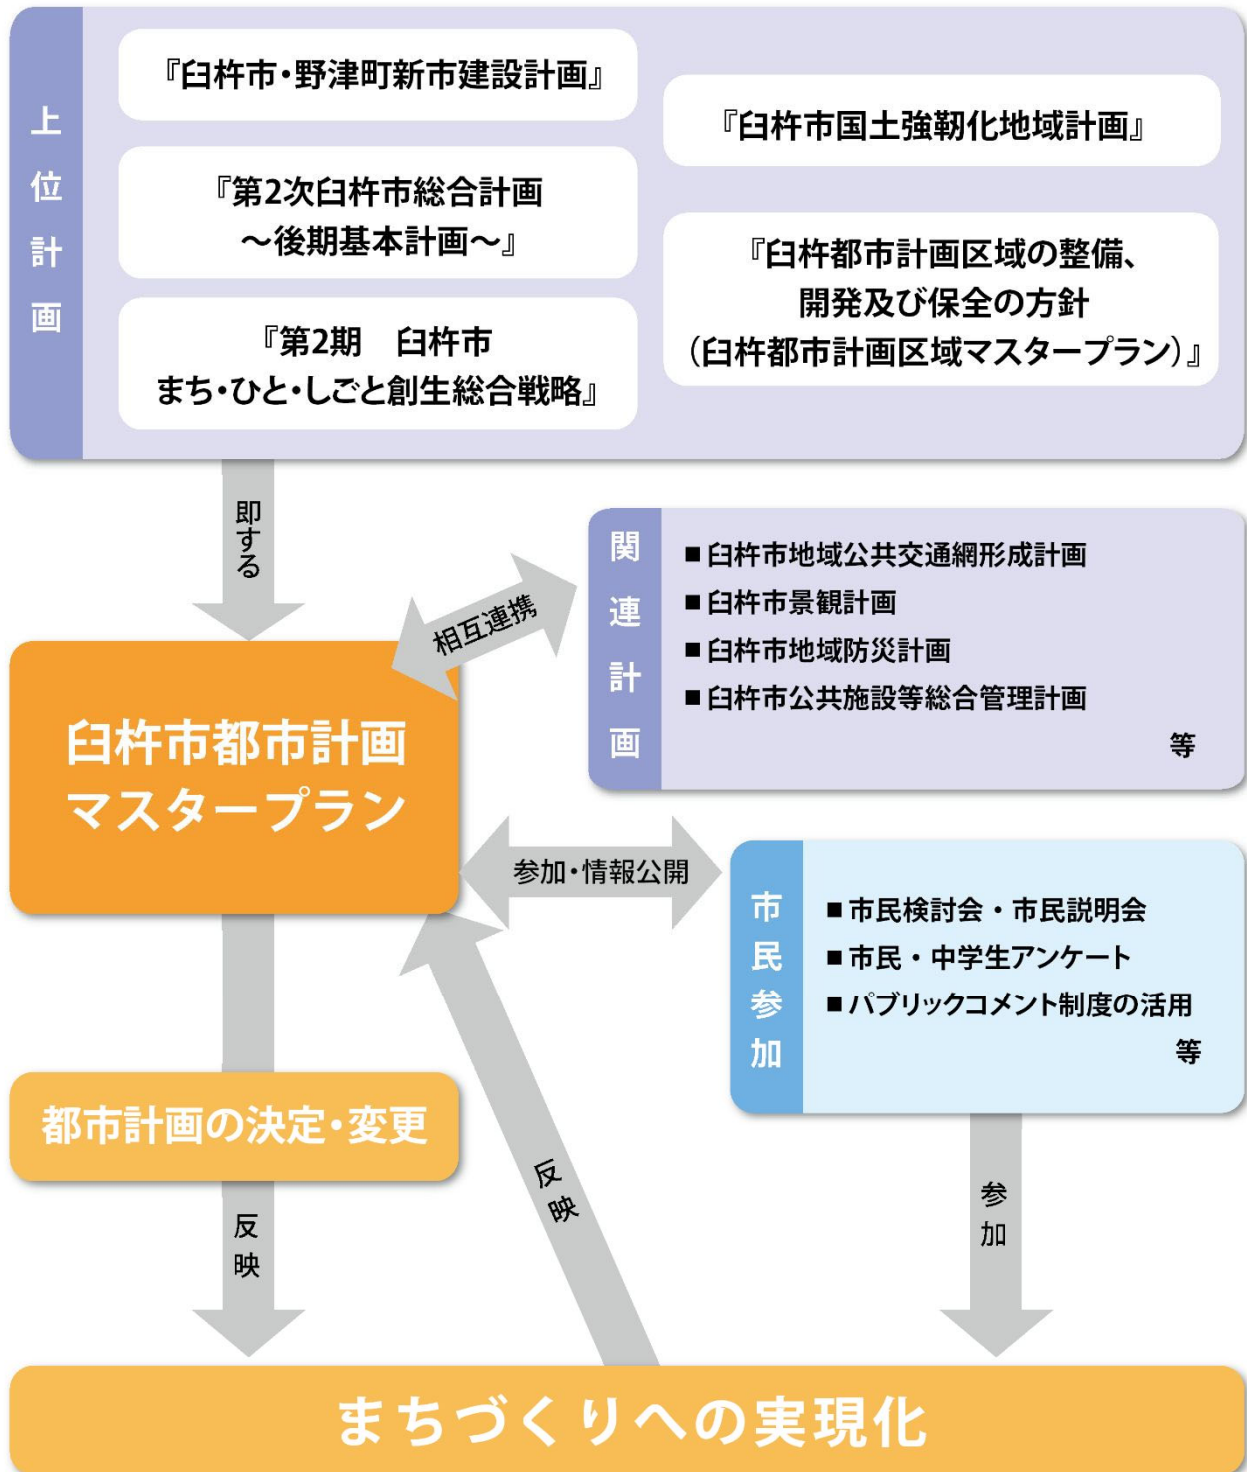 上位計画
『臼杵市・野津町新市建設計画』
『第2次臼杵市総合計画
～後期基本計画～』
『第2期　臼杵市
まち・ひと・しごと創生総合戦略』
『臼杵市国土強靭化地域計画』
『臼杵都市計画区域の整備、
開発及び保全の方針
（臼杵都市計画区域マスタープラン）』
即する
相互連携
関連計画
■ 臼杵市地域公共交通網形成計画
■ 臼杵市景観計画
■ 臼杵市地域防災計画
■ 臼杵市公共施設等総合管理計画
等
臼杵市都市計画
マスタープラン
参加・情報公開
市民参加
■ 市民検討会・市民説明会
■ 市民・中学生アンケート
■ パブリックコメント制度の活用
等
都市計画の決定・変更
反映
反映
参加
まちづくりへの実現化